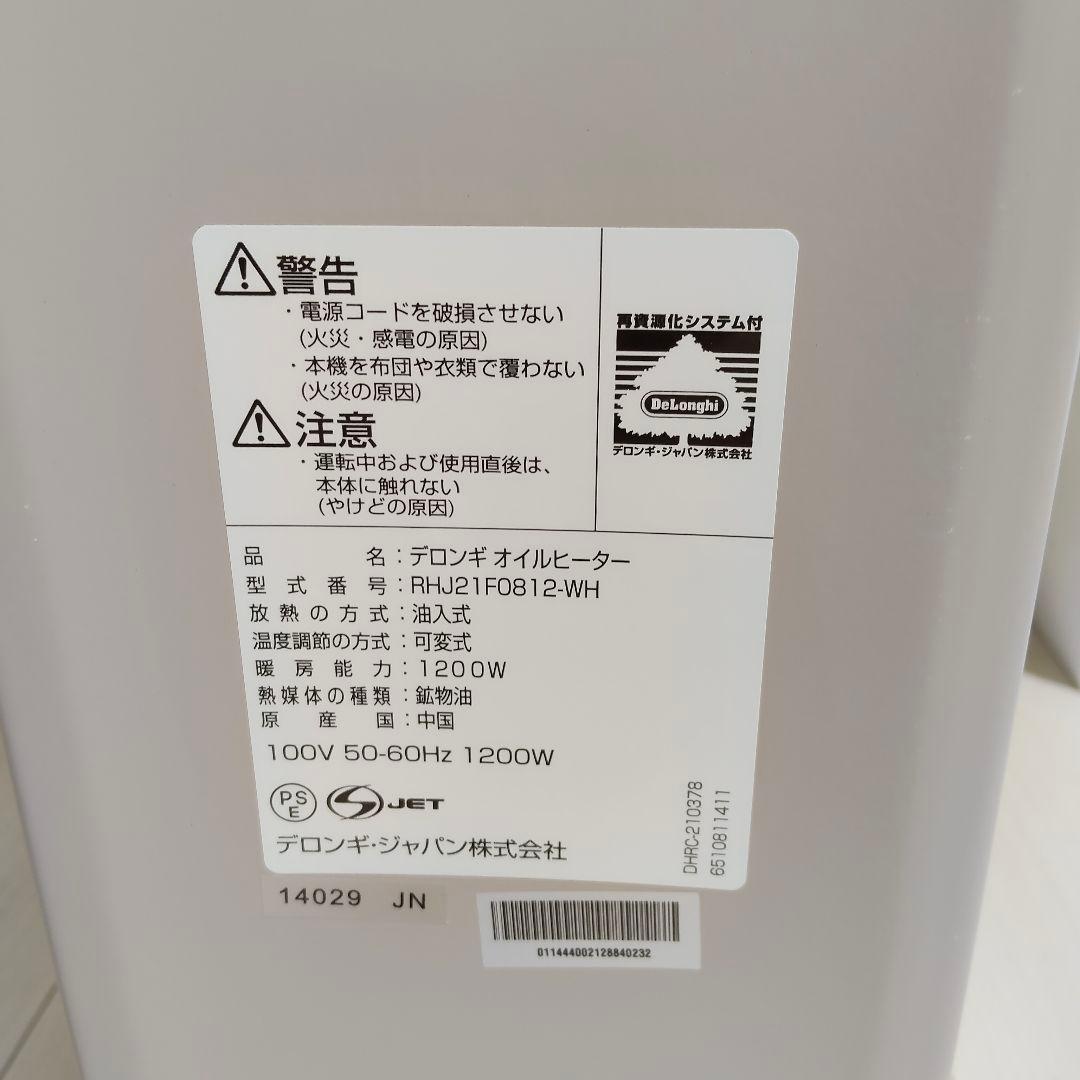 警告
・電源コードを破損させない
(火災・感電の原因)
・本機を布団や衣類で覆わない
(火災の原因)
注意
・運転中および使用直後は、
本体に触れない
(やけどの原因)
再資源化システム付
DeLonghi
デロンギ・ジャパン株式会社
品名：デロンギ オイルヒーター
型式番号：RHJ21F0812-WH
放熱の方式：油入式
温度調節の方式：可変式
暖房能力：1200W
熱媒体の種類：鉱物油
原産国：中国
100V 50-60Hz 1200W
PSE JET
デロンギ・ジャパン株式会社
DHRC-210378
6510811411
14029 JN
011444002128840232